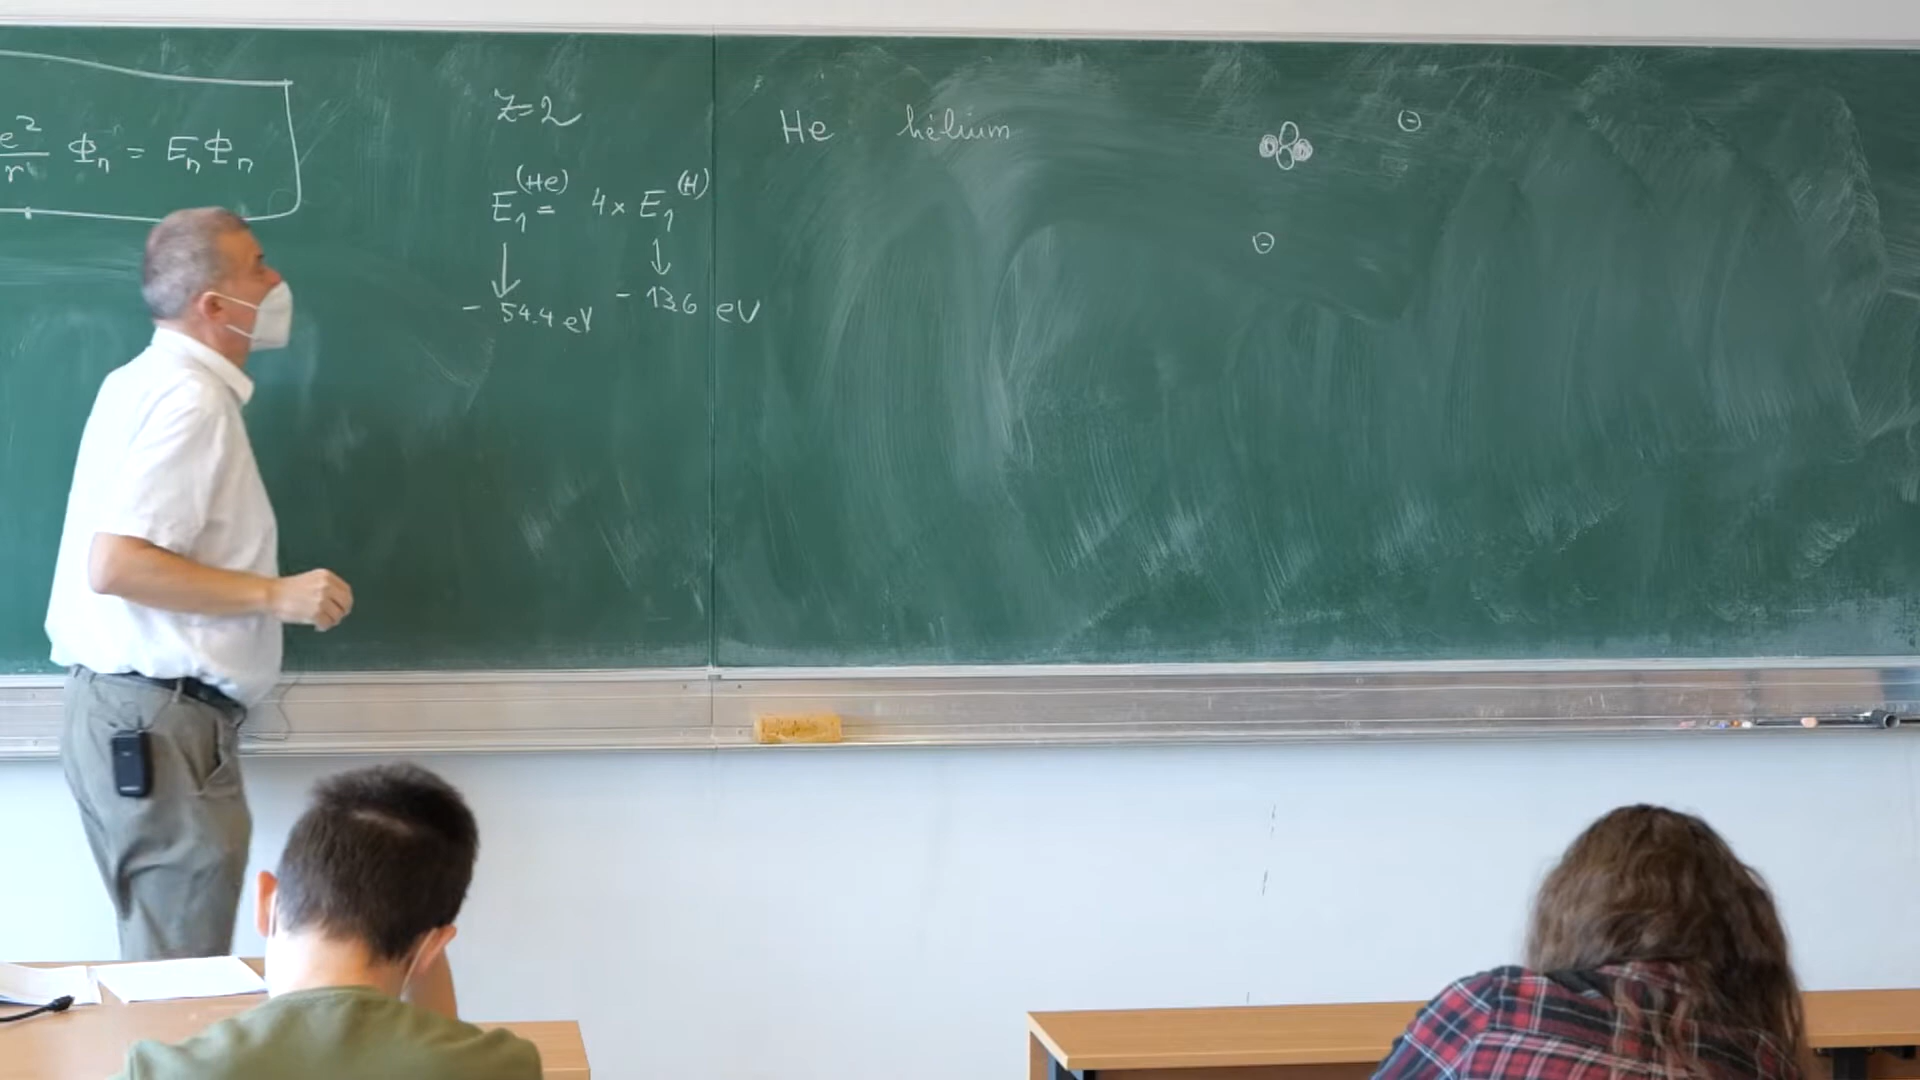 e²/r Φₙ = EₙΦₙ
Z=2
E₁⁽ᴴᵉ⁾ = 4 × E₁⁽ᴴ⁾
- 54.4 eV - 13.6 eV
He hélium